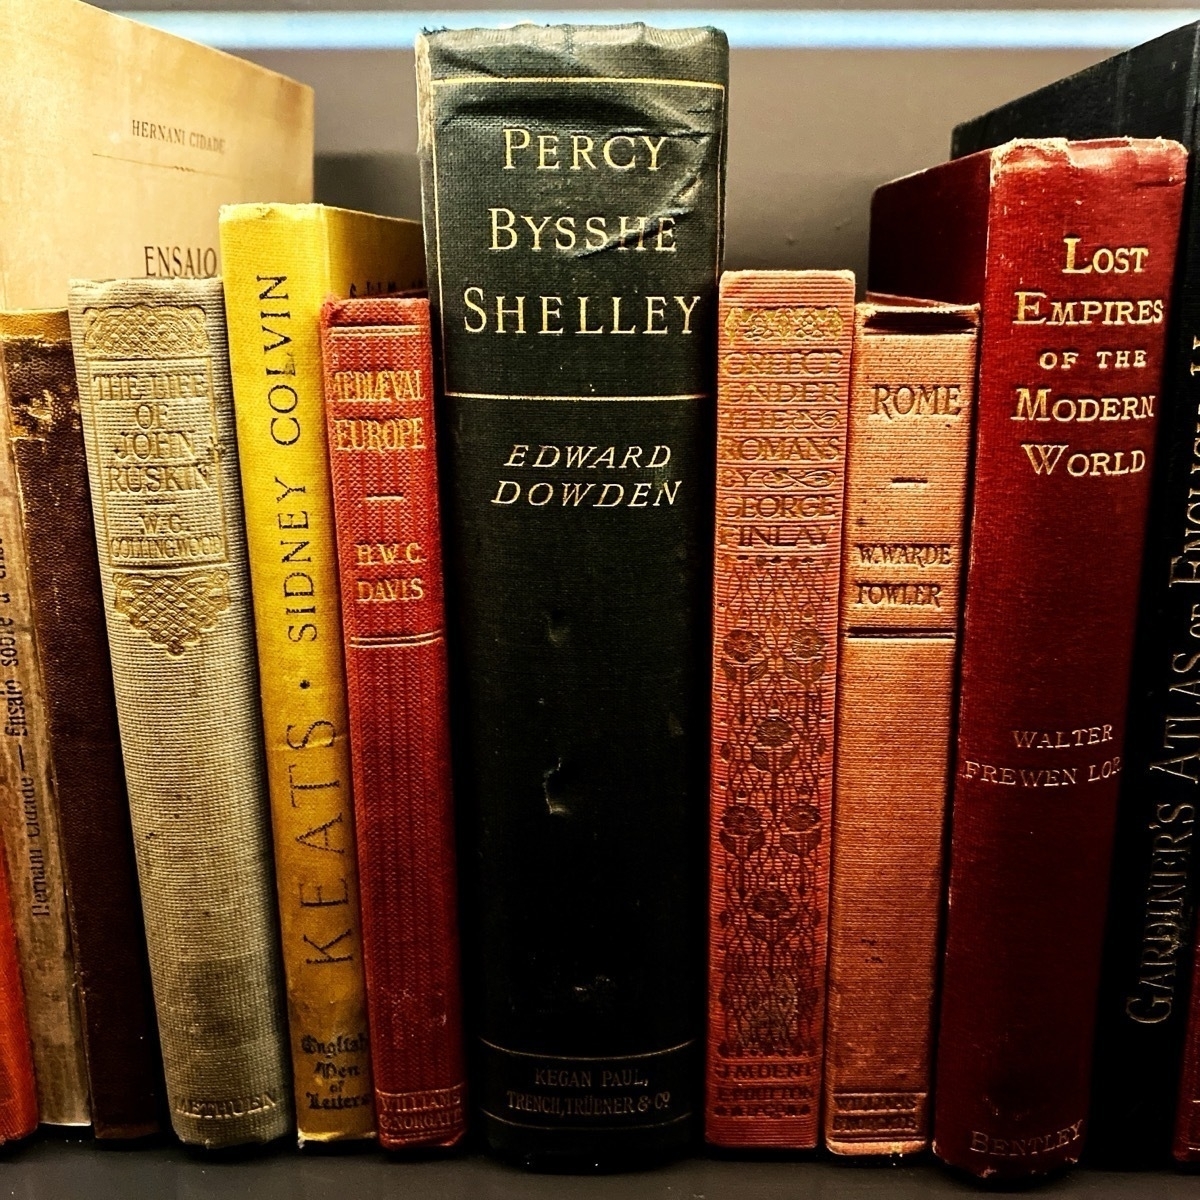 HERNANI CIDADE
ENSAIO
Hernani Cidade — Ensaio sobre a crise
THE LIFE
OF
JOHN
RUSKIN
W.G.
COLLINGWOOD
METHUEN
KEATS · SIDNEY COLVIN
English
Men
of
Letters
MEDIÆVAL
EUROPE
H.W.C.
DAVIS
WILLIAMS
& NORGATE
PERCY
BYSSHE
SHELLEY
EDWARD
DOWDEN
KEGAN PAUL,
TRENCH, TRÜBNER & Cº
GREECE
UNDER
THE
ROMANS
BY
GEORGE
FINLAY
J.M.DENT
E.P.DUTTON
ROME
W.WARDE
FOWLER
WILLIAMS
& NORGATE
LOST
EMPIRES
OF THE
MODERN
WORLD
WALTER
FREWEN LOR
BENTLEY
GARDINER'S ATLAS OF ENGLISH